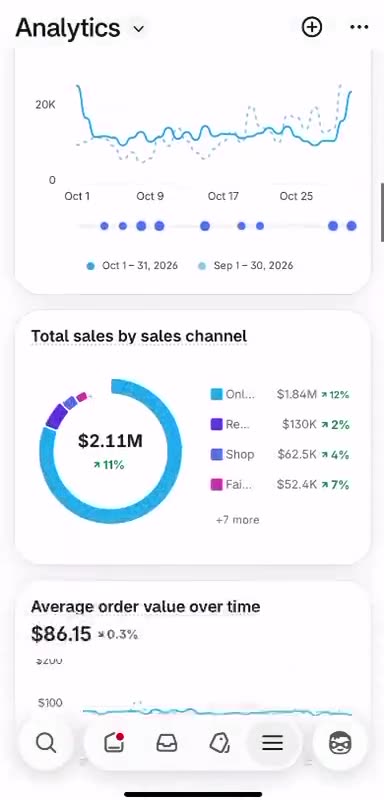 Analytics
20K
0
Oct 1 Oct 9 Oct 17 Oct 25
Oct 1 – 31, 2026 Sep 1 – 30, 2026
Total sales by sales channel
$2.11M
11%
Onl... $1.84M 12%
Re... $130K 2%
Shop $62.5K 4%
Fai... $52.4K 7%
+7 more
Average order value over time
$86.15 0.3%
$200
$100